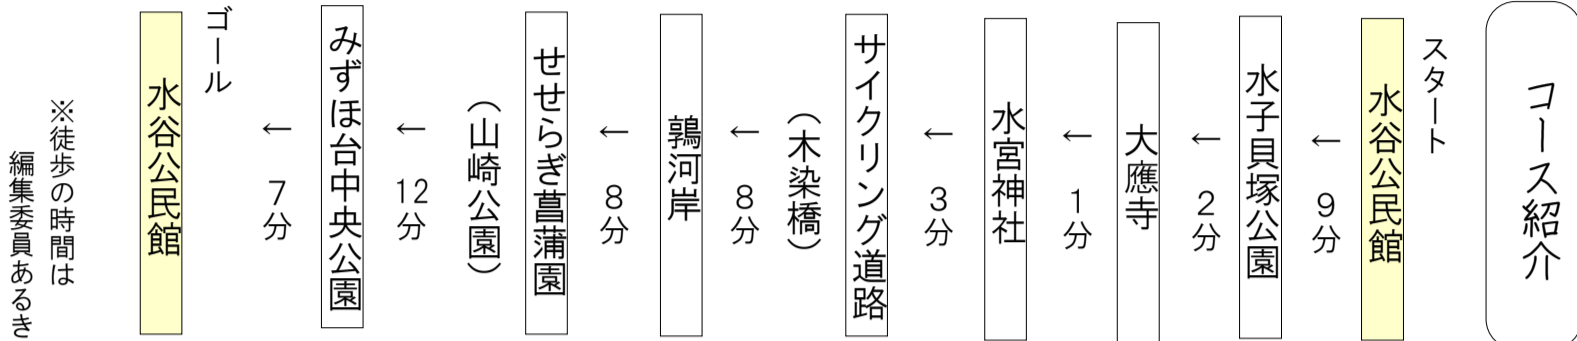 コース紹介
スタート
水谷公民館
← 9分
水子貝塚公園
← 2分
大應寺
← 1分
水宮神社
← 3分
サイクリング道路
(木染橋)
← 8分
鶉河岸
← 8分
せせらぎ菖蒲園
(山崎公園)
← 12分
みずほ台中央公園
← 7分
ゴール
水谷公民館
※徒歩の時間は
編集委員あるき